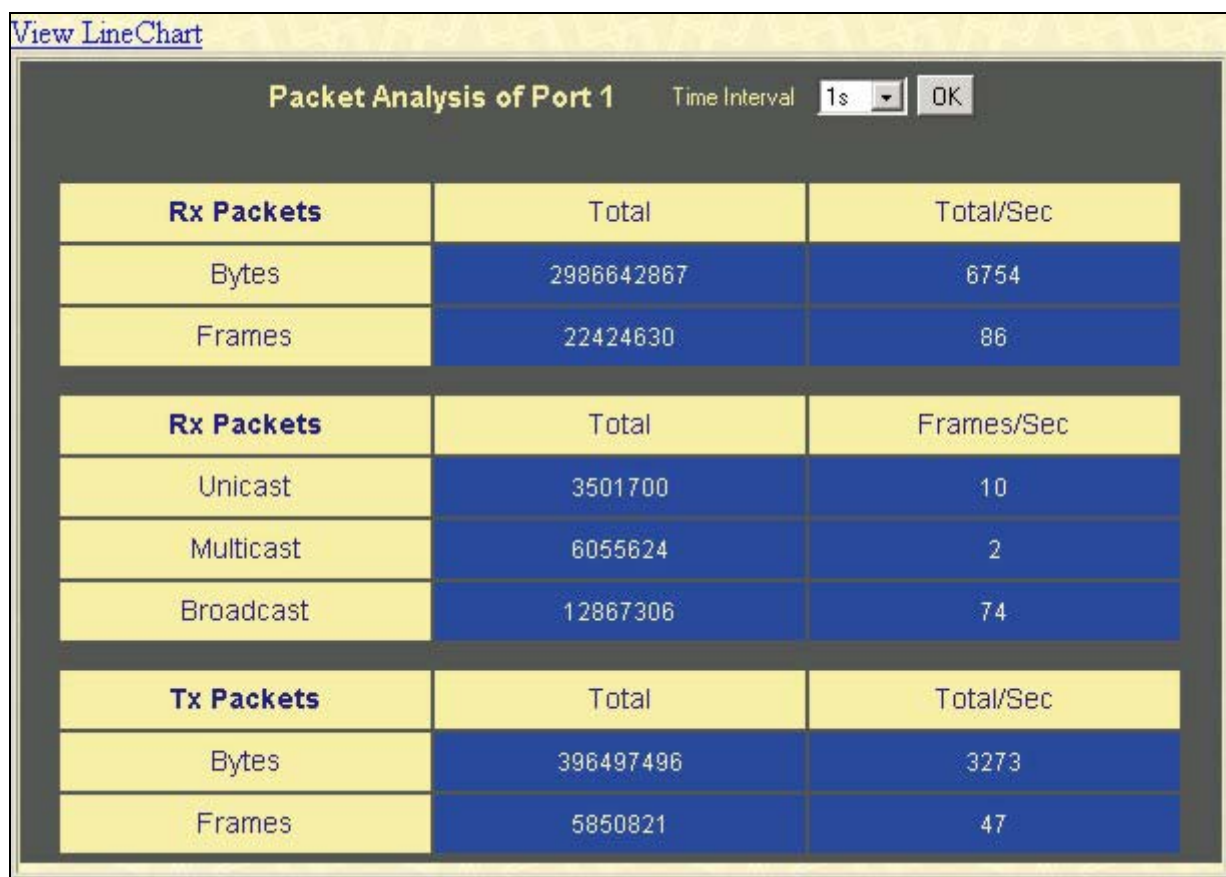 View LineChart
Packet Analysis of Port 1 Time Interval 1s OK
Rx Packets Total Total/Sec
Bytes 2986642867 6754
Frames 22424630 86
Rx Packets Total Frames/Sec
Unicast 3501700 10
Multicast 6055624 2
Broadcast 12867306 74
Tx Packets Total Total/Sec
Bytes 396497496 3273
Frames 5850821 47